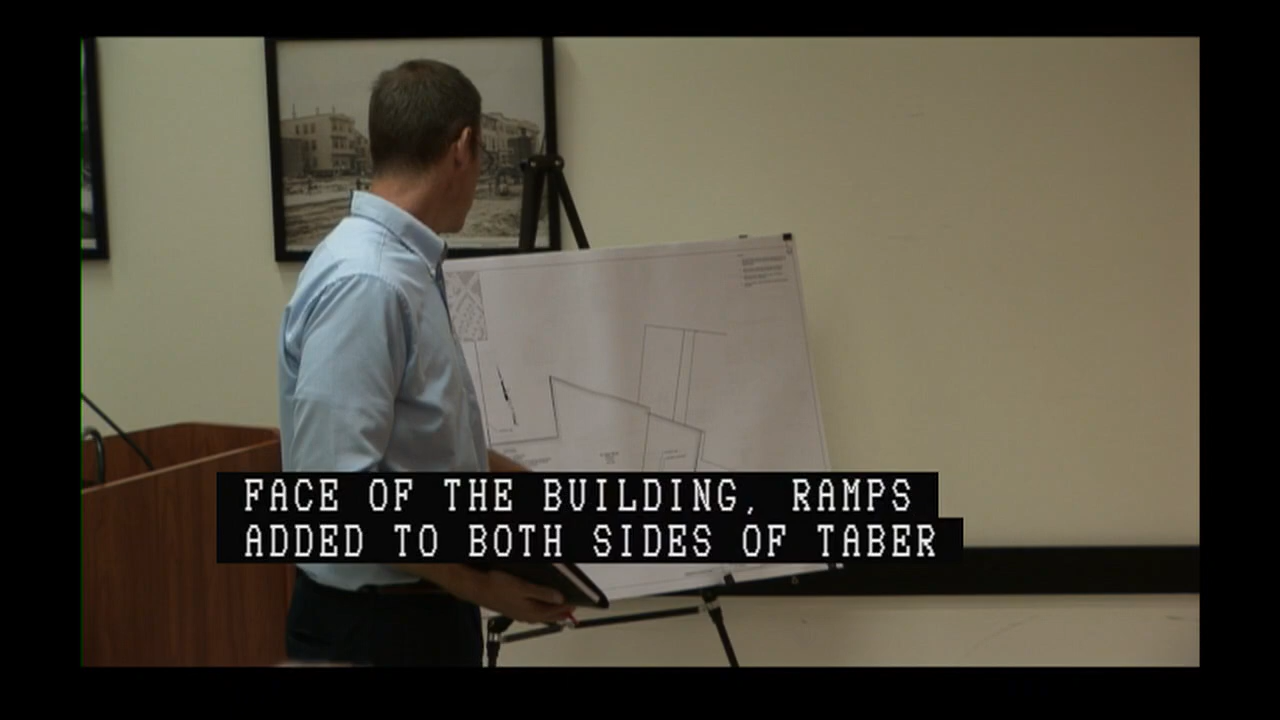 FACE OF THE BUILDING, RAMPS
ADDED TO BOTH SIDES OF TABER